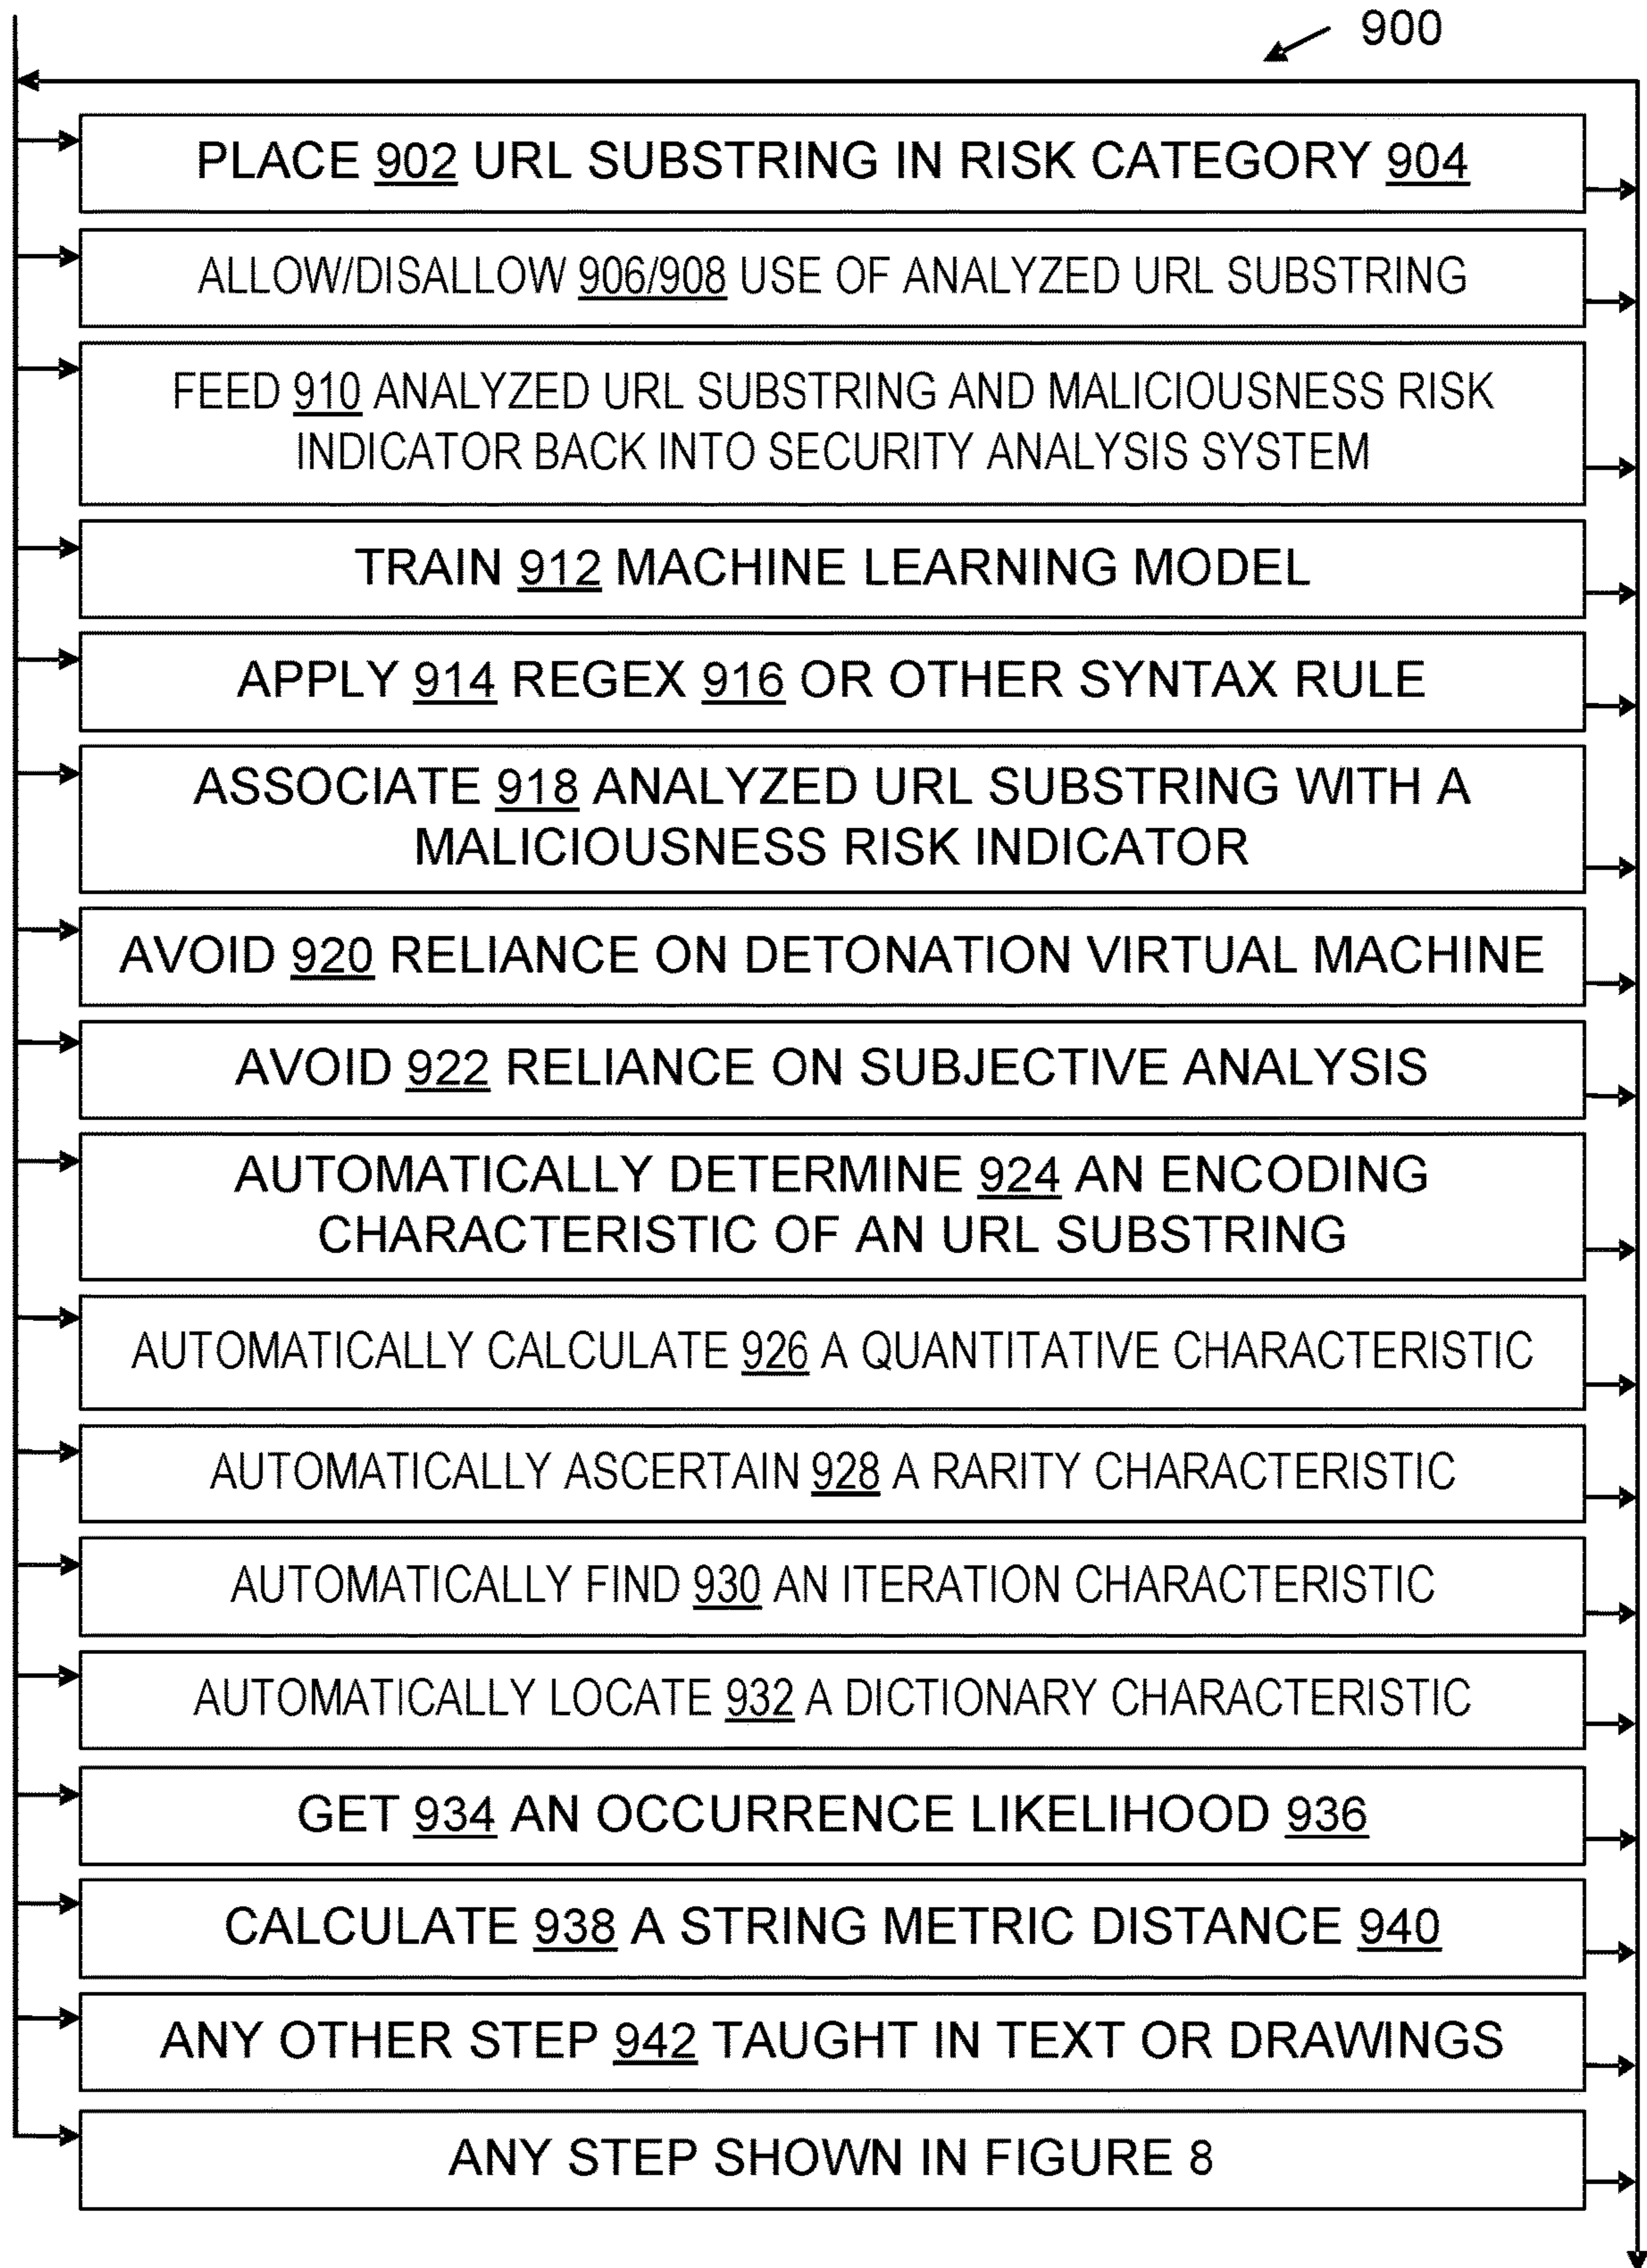 900
PLACE 902 URL SUBSTRING IN RISK CATEGORY 904
ALLOW/DISALLOW 906/908 USE OF ANALYZED URL SUBSTRING
FEED 910 ANALYZED URL SUBSTRING AND MALICIOUSNESS RISK
INDICATOR BACK INTO SECURITY ANALYSIS SYSTEM
TRAIN 912 MACHINE LEARNING MODEL
APPLY 914 REGEX 916 OR OTHER SYNTAX RULE
ASSOCIATE 918 ANALYZED URL SUBSTRING WITH A
MALICIOUSNESS RISK INDICATOR
AVOID 920 RELIANCE ON DETONATION VIRTUAL MACHINE
AVOID 922 RELIANCE ON SUBJECTIVE ANALYSIS
AUTOMATICALLY DETERMINE 924 AN ENCODING
CHARACTERISTIC OF AN URL SUBSTRING
AUTOMATICALLY CALCULATE 926 A QUANTITATIVE CHARACTERISTIC
AUTOMATICALLY ASCERTAIN 928 A RARITY CHARACTERISTIC
AUTOMATICALLY FIND 930 AN ITERATION CHARACTERISTIC
AUTOMATICALLY LOCATE 932 A DICTIONARY CHARACTERISTIC
GET 934 AN OCCURRENCE LIKELIHOOD 936
CALCULATE 938 A STRING METRIC DISTANCE 940
ANY OTHER STEP 942 TAUGHT IN TEXT OR DRAWINGS
ANY STEP SHOWN IN FIGURE 8